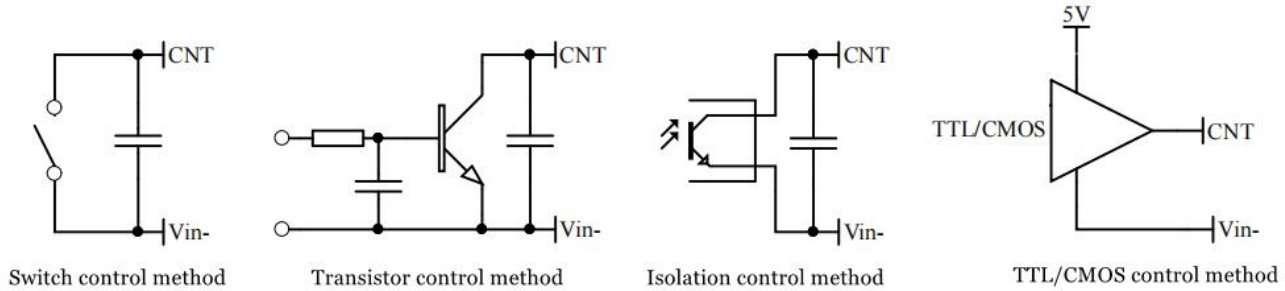 CNT
Vin-
Switch control method
CNT
Vin-
Transistor control method
CNT
Vin-
Isolation control method
5V
TTL/CMOS
CNT
Vin-
TTL/CMOS control method